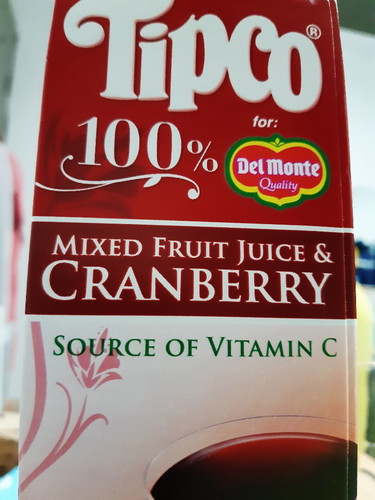 Tipco®
100%
for:
Del Monte
Quality
MIXED FRUIT JUICE &
CRANBERRY
SOURCE OF VITAMIN C